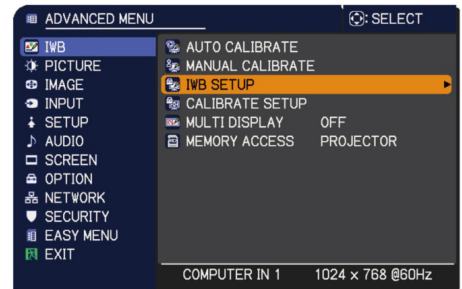 ADVANCED MENU : SELECT
IWB
PICTURE
IMAGE
INPUT
SETUP
AUDIO
SCREEN
OPTION
NETWORK
SECURITY
EASY MENU
EXIT
AUTO CALIBRATE
MANUAL CALIBRATE
IWB SETUP
CALIBRATE SETUP
MULTI DISPLAY OFF
MEMORY ACCESS PROJECTOR
COMPUTER IN 1 1024 x 768 @60Hz